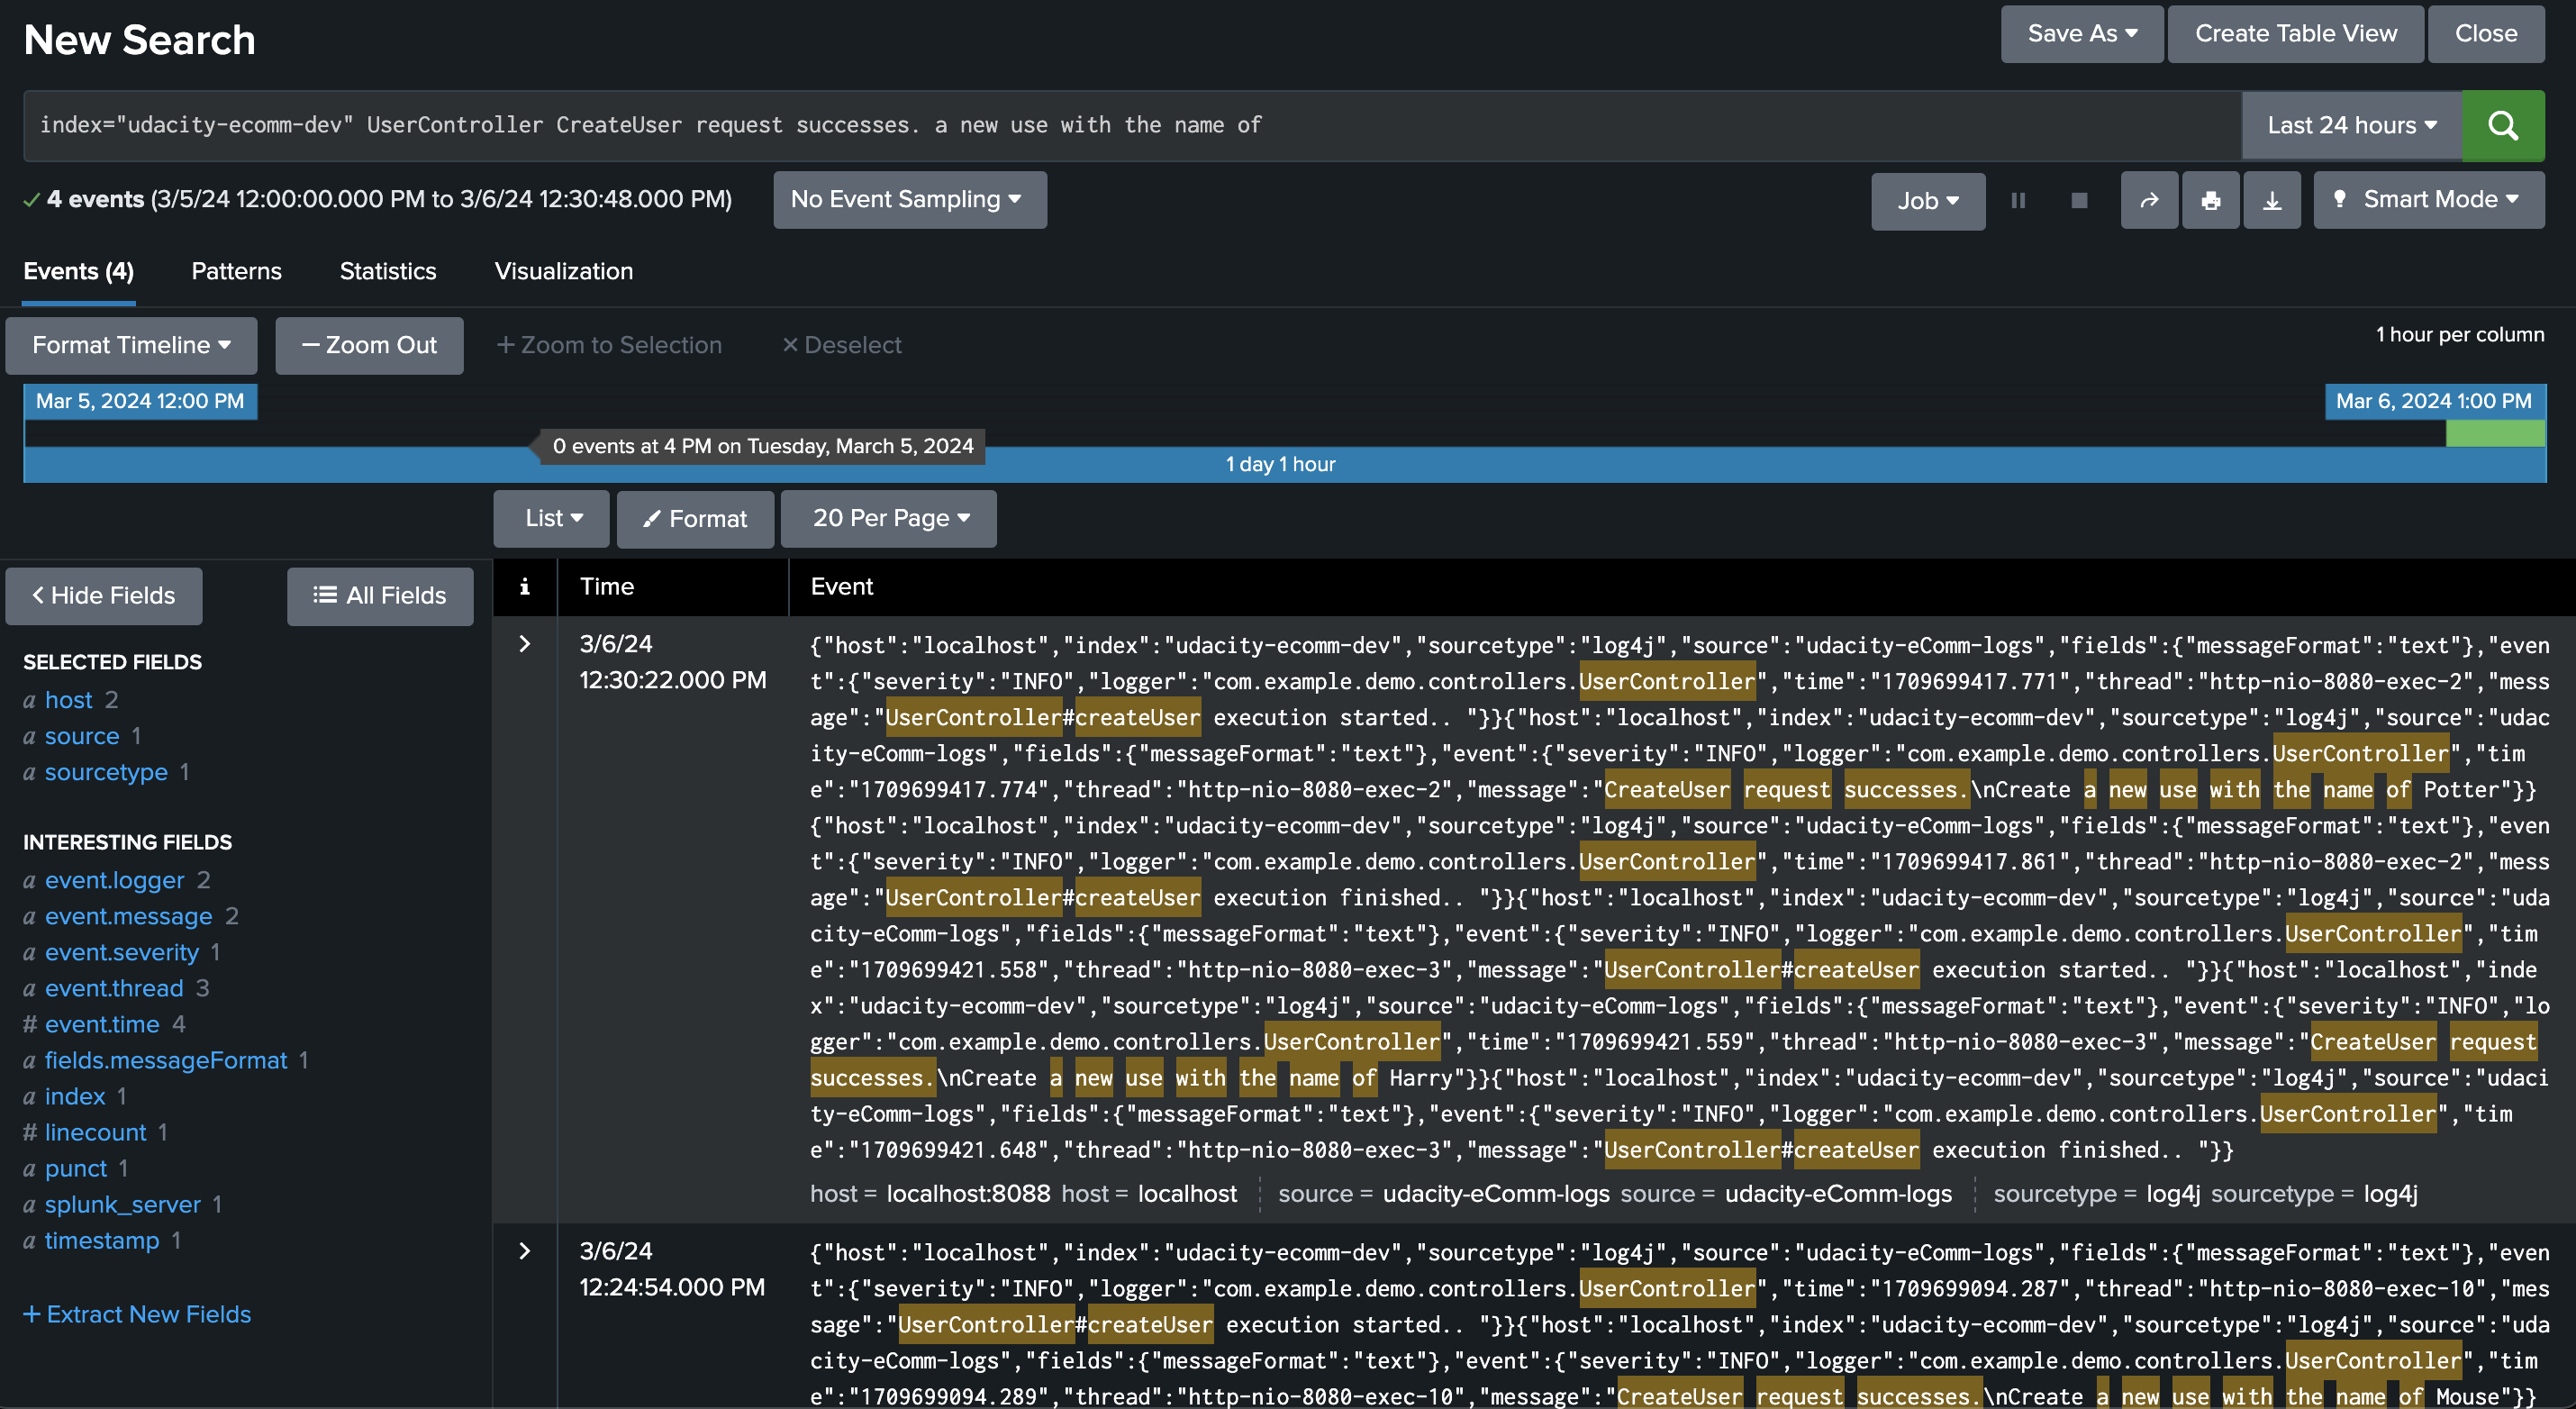 New Search
Save As
Create Table View
Close
index="udacity-ecomm-dev" UserController CreateUser request successes. a new use with the name of
Last 24 hours
4 events (3/5/24 12:00:00.000 PM to 3/6/24 12:30:48.000 PM)
No Event Sampling
Job
Smart Mode
Events (4)
Patterns
Statistics
Visualization
Format Timeline
— Zoom Out
+ Zoom to Selection
× Deselect
1 hour per column
Mar 5, 2024 12:00 PM
Mar 6, 2024 1:00 PM
0 events at 4 PM on Tuesday, March 5, 2024
1 day 1 hour
List
Format
20 Per Page
< Hide Fields
All Fields
SELECTED FIELDS
a host 2
a source 1
a sourcetype 1
INTERESTING FIELDS
a event.logger 2
a event.message 2
a event.severity 1
a event.thread 3
# event.time 4
a fields.messageFormat 1
a index 1
# linecount 1
a punct 1
a splunk_server 1
a timestamp 1
+ Extract New Fields
i
Time
Event
>
3/6/24
12:30:22.000 PM
{"host":"localhost","index":"udacity-ecomm-dev","sourcetype":"log4j","source":"udacity-eComm-logs","fields":{"messageFormat":"text"},"even
t":{"severity":"INFO","logger":"com.example.demo.controllers.UserController","time":"1709699417.771","thread":"http-nio-8080-exec-2","mess
age":"UserController#createUser execution started.. "}}{"host":"localhost","index":"udacity-ecomm-dev","sourcetype":"log4j","source":"udac
ity-eComm-logs","fields":{"messageFormat":"text"},"event":{"severity":"INFO","logger":"com.example.demo.controllers.UserController","tim
e":"1709699417.774","thread":"http-nio-8080-exec-2","message":"CreateUser request successes.\nCreate a new use with the name of Potter"}}
{"host":"localhost","index":"udacity-ecomm-dev","sourcetype":"log4j","source":"udacity-eComm-logs","fields":{"messageFormat":"text"},"even
t":{"severity":"INFO","logger":"com.example.demo.controllers.UserController","time":"1709699417.861","thread":"http-nio-8080-exec-2","mess
age":"UserController#createUser execution finished.. "}}{"host":"localhost","index":"udacity-ecomm-dev","sourcetype":"log4j","source":"uda
city-eComm-logs","fields":{"messageFormat":"text"},"event":{"severity":"INFO","logger":"com.example.demo.controllers.UserController","tim
e":"1709699421.558","thread":"http-nio-8080-exec-3","message":"UserController#createUser execution started.. "}}{"host":"localhost","inde
x":"udacity-ecomm-dev","sourcetype":"log4j","source":"udacity-eComm-logs","fields":{"messageFormat":"text"},"event":{"severity":"INFO","lo
gger":"com.example.demo.controllers.UserController","time":"1709699421.559","thread":"http-nio-8080-exec-3","message":"CreateUser request
successes.\nCreate a new use with the name of Harry"}}{"host":"localhost","index":"udacity-ecomm-dev","sourcetype":"log4j","source":"udaci
ty-eComm-logs","fields":{"messageFormat":"text"},"event":{"severity":"INFO","logger":"com.example.demo.controllers.UserController","tim
e":"1709699421.648","thread":"http-nio-8080-exec-3","message":"UserController#createUser execution finished.. "}}
host = localhost:8088 host = localhost source = udacity-eComm-logs source = udacity-eComm-logs sourcetype = log4j sourcetype = log4j
>
3/6/24
12:24:54.000 PM
{"host":"localhost","index":"udacity-ecomm-dev","sourcetype":"log4j","source":"udacity-eComm-logs","fields":{"messageFormat":"text"},"even
t":{"severity":"INFO","logger":"com.example.demo.controllers.UserController","time":"1709699094.287","thread":"http-nio-8080-exec-10","mes
sage":"UserController#createUser execution started.. "}}{"host":"localhost","index":"udacity-ecomm-dev","sourcetype":"log4j","source":"uda
city-eComm-logs","fields":{"messageFormat":"text"},"event":{"severity":"INFO","logger":"com.example.demo.controllers.UserController","tim
e":"1709699094.289","thread":"http-nio-8080-exec-10","message":"CreateUser request successes.\nCreate a new use with the name of Mouse"}}